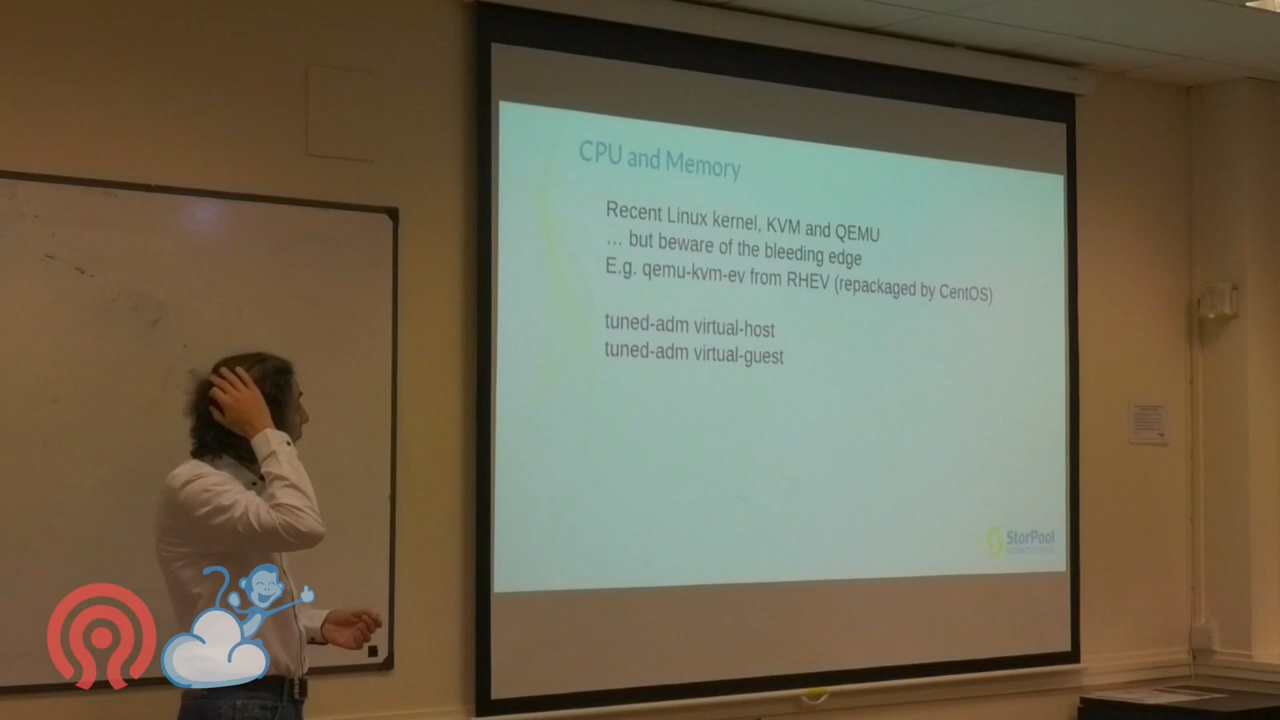 CPU and Memory
Recent Linux kernel, KVM and QEMU
… but beware of the bleeding edge
E.g. qemu-kvm-ev from RHEV (repackaged by CentOS)
tuned-adm virtual-host
tuned-adm virtual-guest
StorPool